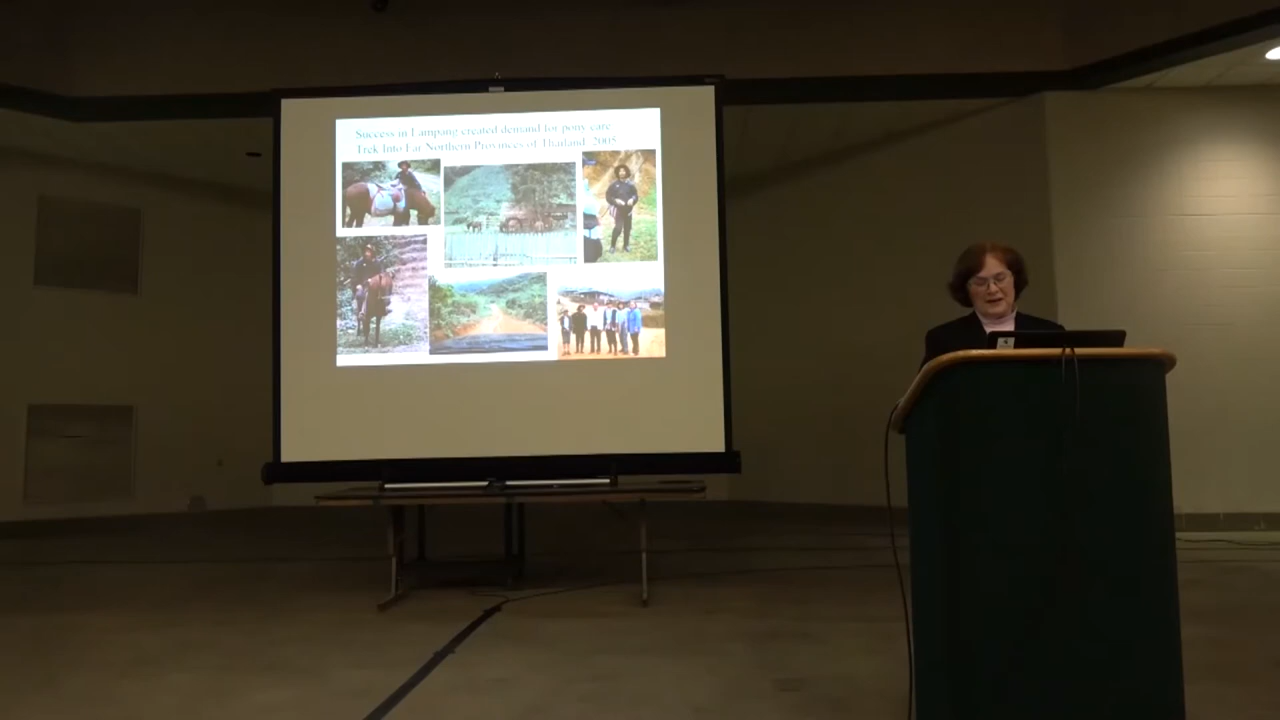 Success in Lampang created demand for pony care
Trek Into Far Northern Provinces of Thailand, 2005